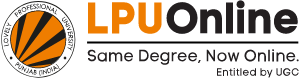 LOVELY PROFESSIONAL UNIVERSITY
PUNJAB (INDIA)
LPUOnline
Same Degree, Now Online.
Entitled by UGC